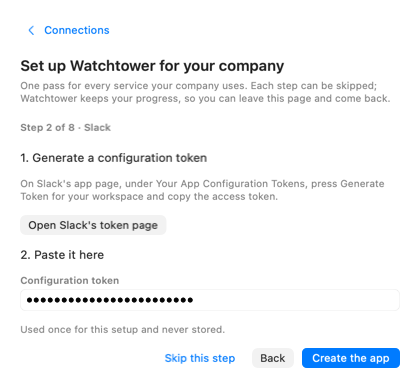 Connections
Set up Watchtower for your company
One pass for every service your company uses. Each step can be skipped;
Watchtower keeps your progress, so you can leave this page and come back.
Step 2 of 8 · Slack
1. Generate a configuration token
On Slack's app page, under Your App Configuration Tokens, press Generate
Token for your workspace and copy the access token.
Open Slack's token page
2. Paste it here
Configuration token
Used once for this setup and never stored.
Skip this step Back Create the app